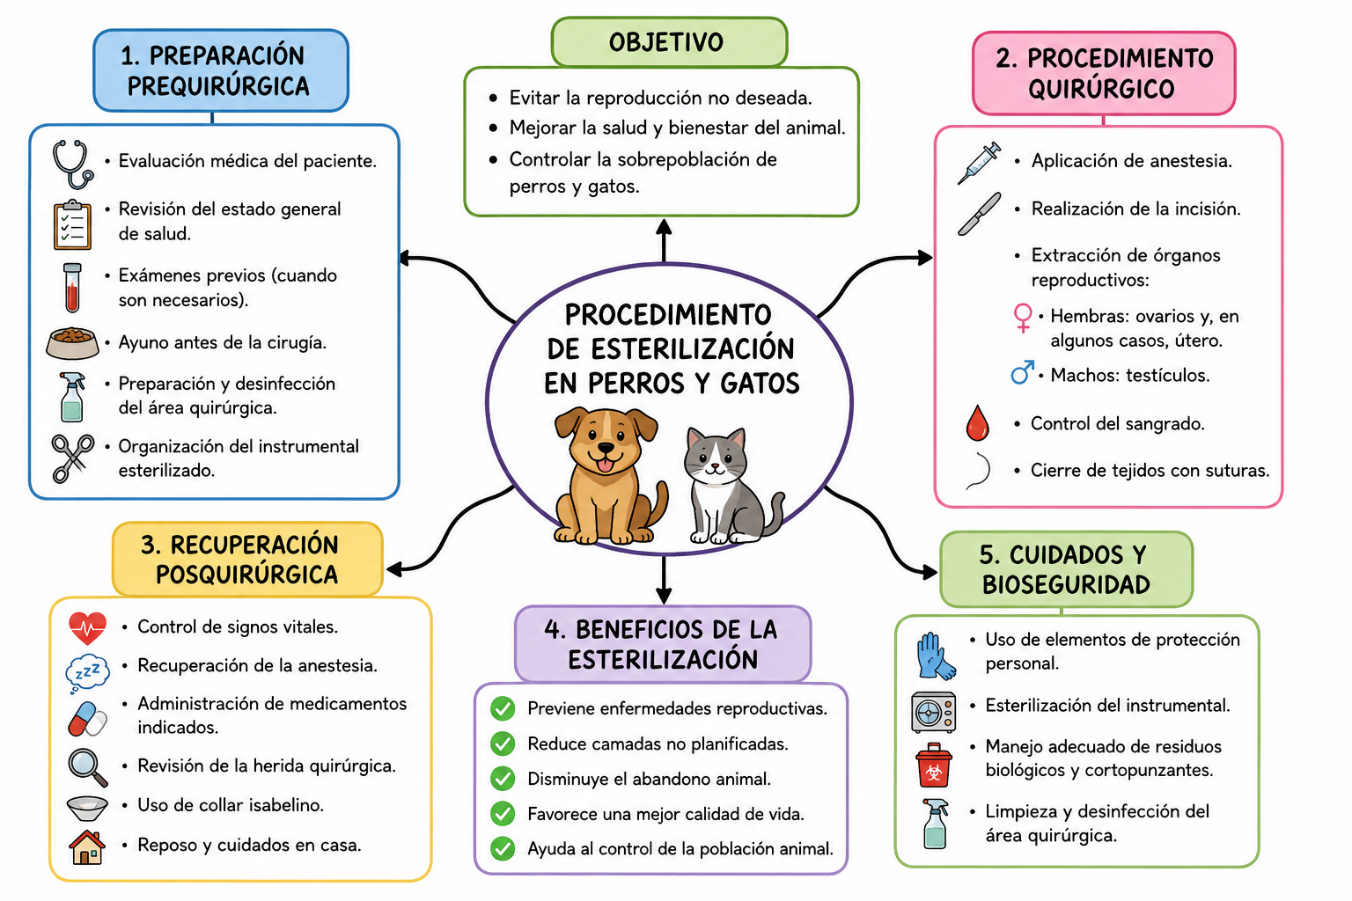 PROCEDIMIENTO
DE ESTERILIZACIÓN
EN PERROS Y GATOS
OBJETIVO
• Evitar la reproducción no deseada.
• Mejorar la salud y bienestar del animal.
• Controlar la sobrepoblación de
perros y gatos.
1. PREPARACIÓN
PREQUIRÚRGICA
• Evaluación médica del paciente.
• Revisión del estado general
de salud.
• Exámenes previos (cuando
son necesarios).
• Ayuno antes de la cirugía.
• Preparación y desinfección
del área quirúrgica.
• Organización del instrumental
esterilizado.
2. PROCEDIMIENTO
QUIRÚRGICO
• Aplicación de anestesia.
• Realización de la incisión.
• Extracción de órganos
reproductivos:
• Hembras: ovarios y, en
algunos casos, útero.
• Machos: testículos.
• Control del sangrado.
• Cierre de tejidos con suturas.
3. RECUPERACIÓN
POSQUIRÚRGICA
• Control de signos vitales.
zzz
• Recuperación de la anestesia.
• Administración de medicamentos
indicados.
• Revisión de la herida quirúrgica.
• Uso de collar isabelino.
• Reposo y cuidados en casa.
4. BENEFICIOS DE LA
ESTERILIZACIÓN
Previene enfermedades reproductivas.
Reduce camadas no planificadas.
Disminuye el abandono animal.
Favorece una mejor calidad de vida.
Ayuda al control de la población animal.
5. CUIDADOS Y
BIOSEGURIDAD
• Uso de elementos de protección
personal.
• Esterilización del instrumental.
• Manejo adecuado de residuos
biológicos y cortopunzantes.
• Limpieza y desinfección del
área quirúrgica.